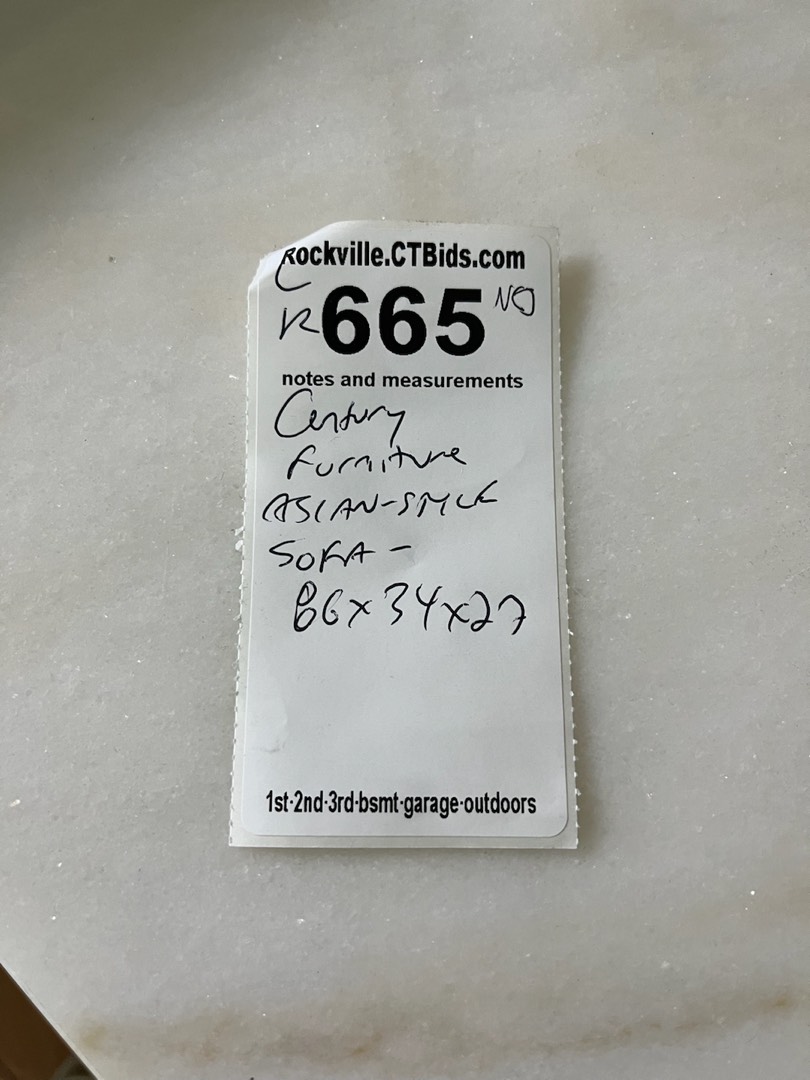 Rockville.CTBids.com
665
notes and measurements
Century
Furniture
ASIAN-STYLE
SOFA -
86x34x27
1st·2nd·3rd·bsmt·garage·outdoors